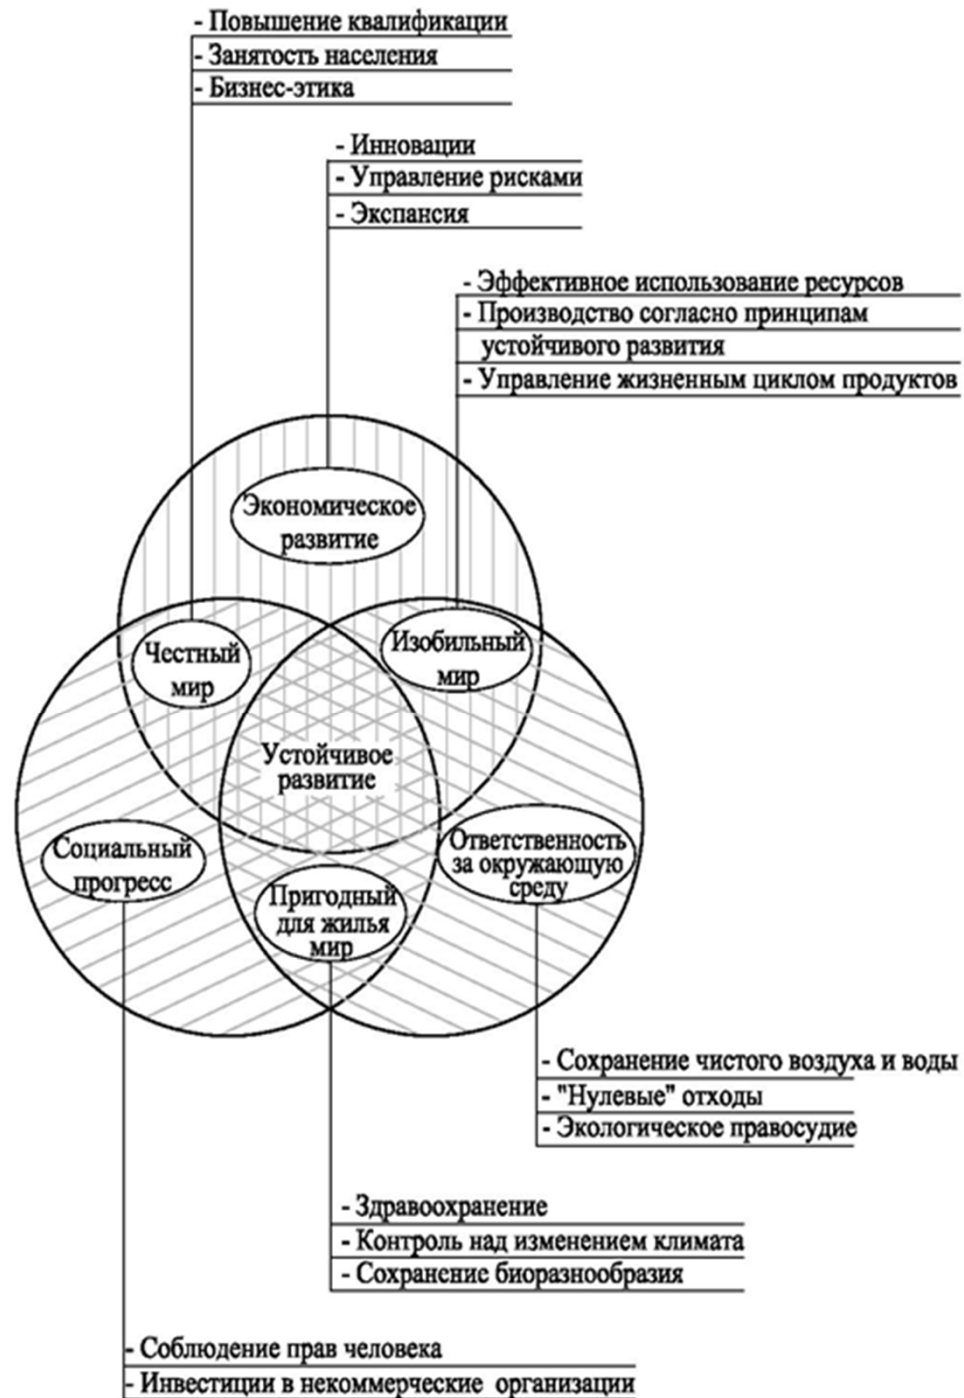 - Повышение квалификации
- Занятость населения
- Бизнес-этика
- Инновации
- Управление рисками
- Экспансия
- Эффективное использование ресурсов
- Производство согласно принципам
устойчивого развития
- Управление жизненным циклом продуктов
Экономическое
развитие
Честный
мир
Изобильный
мир
Устойчивое
развитие
Социальный
прогресс
Ответственность
за окружающую
среду
Пригодный
для жилья
мир
- Сохранение чистого воздуха и воды
- "Нулевые" отходы
- Экологическое правосудие
- Здравоохранение
- Контроль над изменением климата
- Сохранение биоразнообразия
- Соблюдение прав человека
- Инвестиции в некоммерческие организации